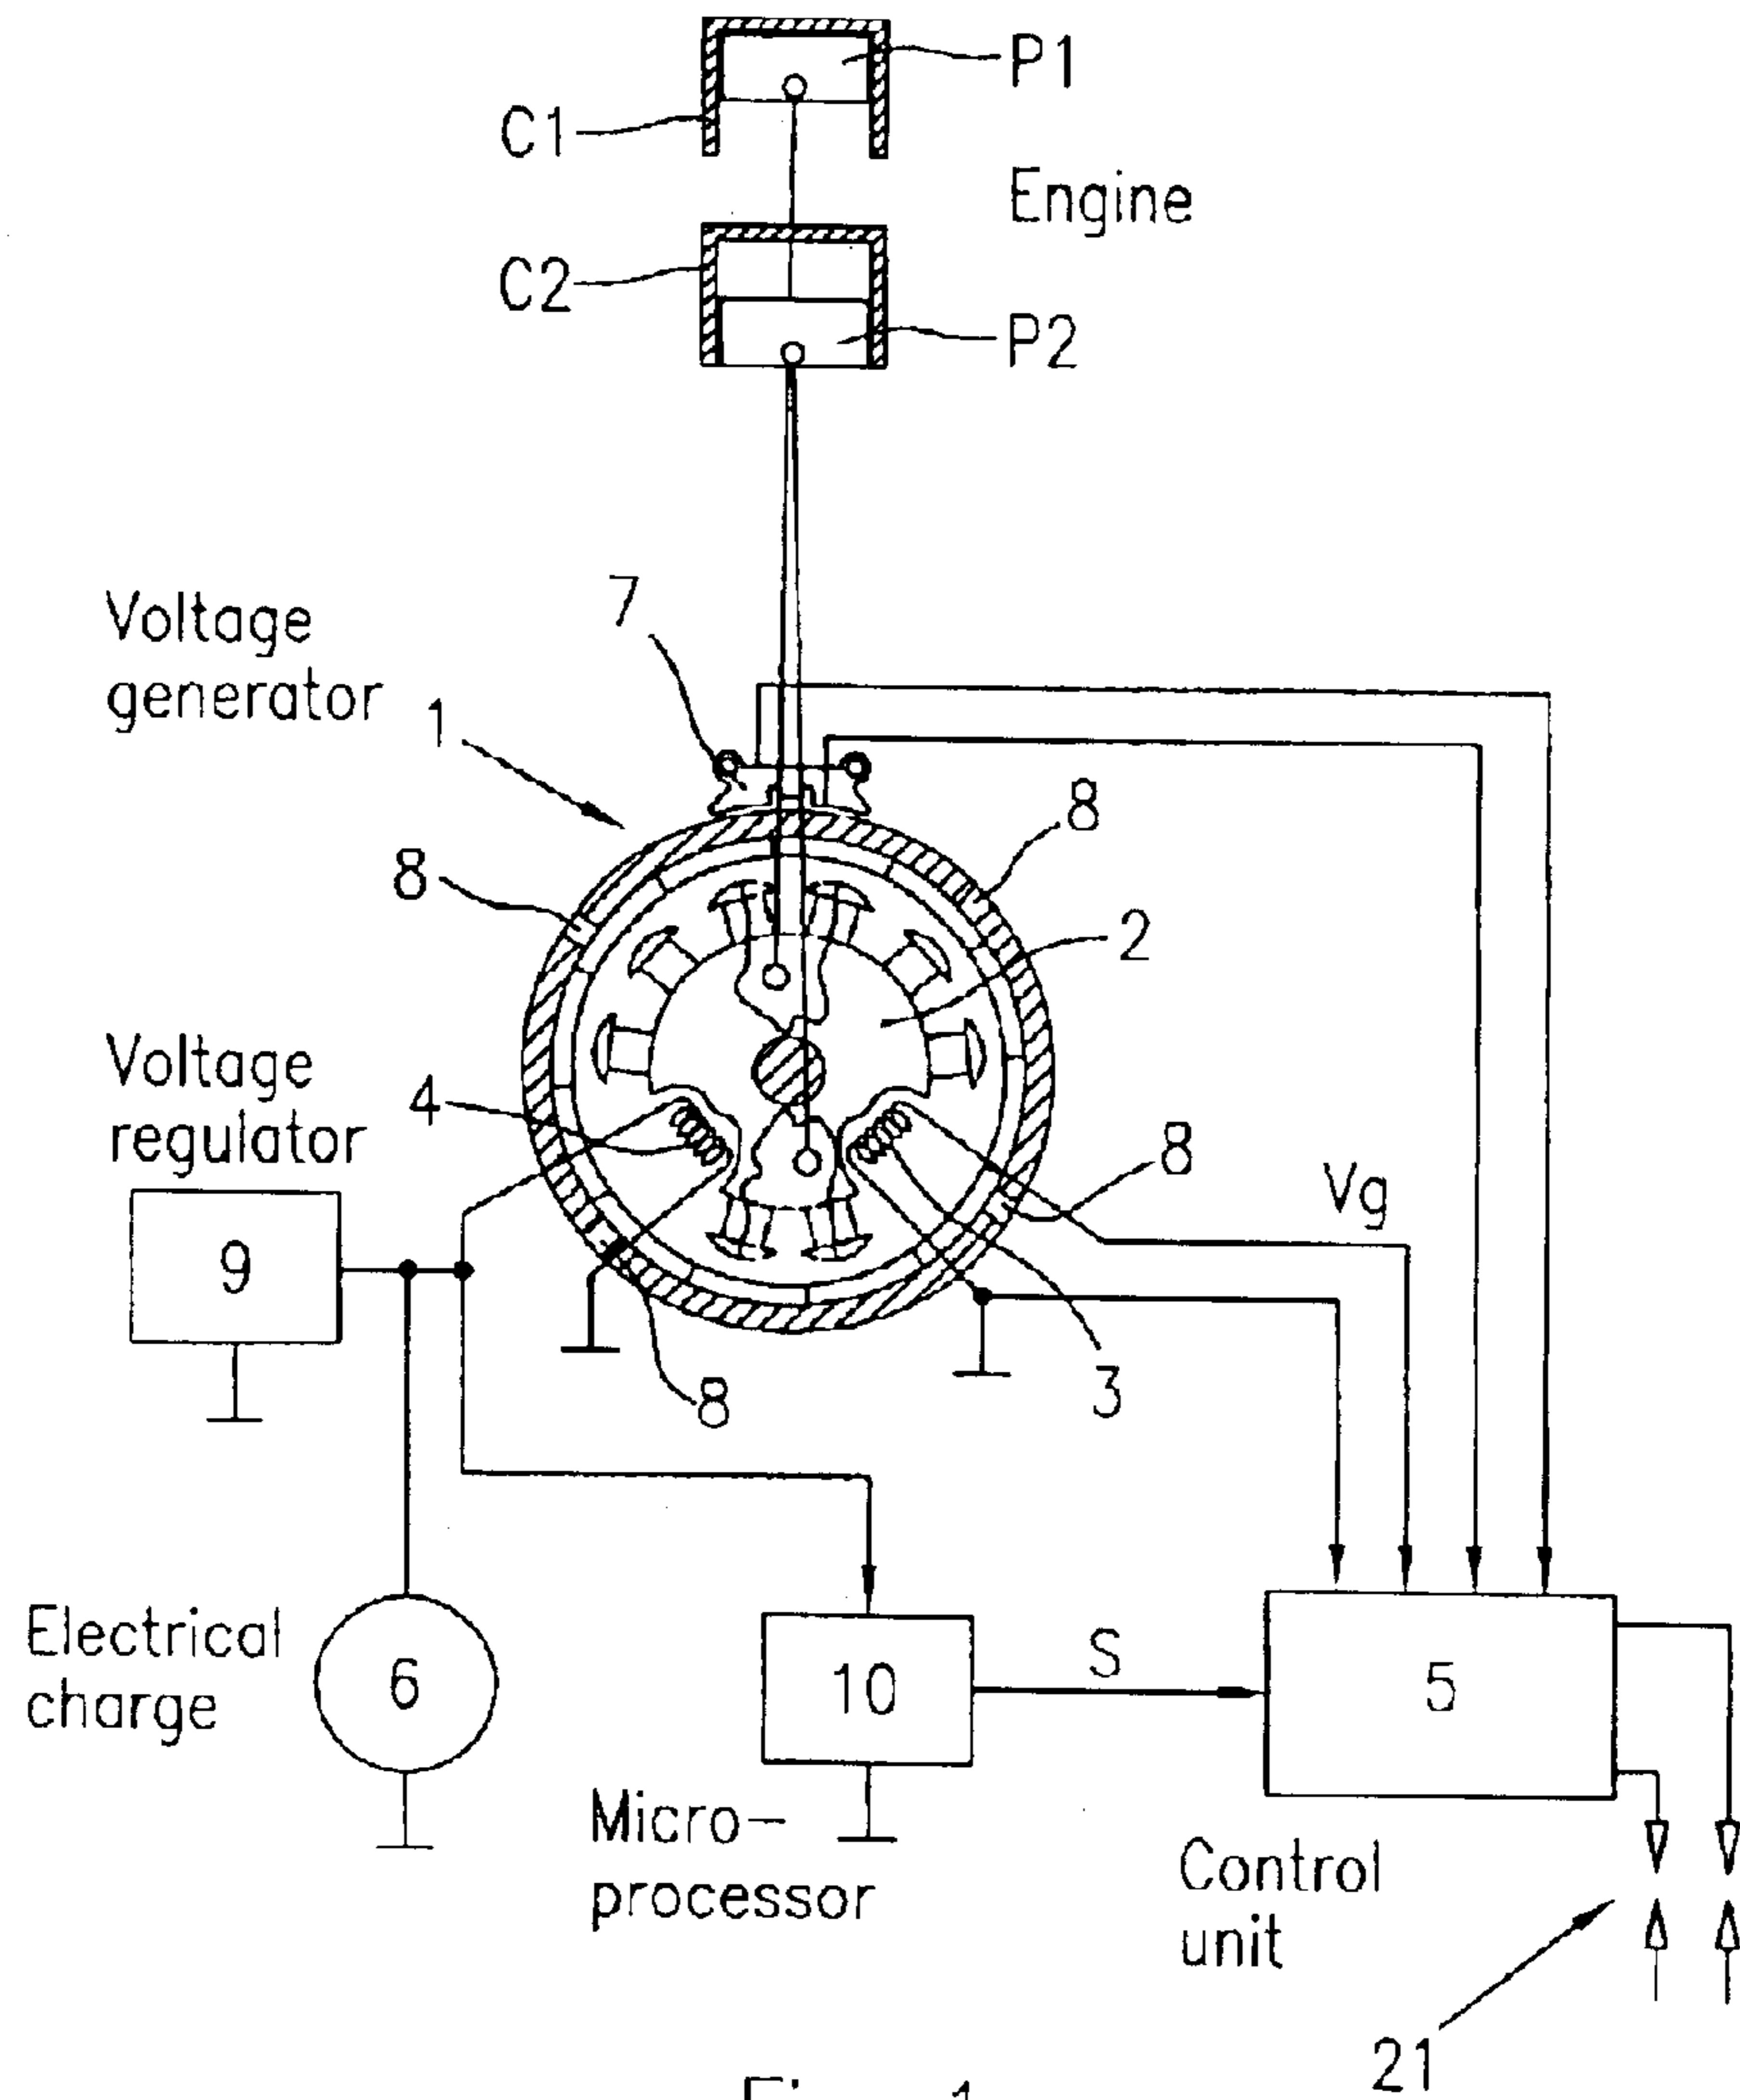 P1
C1
Engine
C2
P2
Voltage
generator
7
1
8
8
2
Voltage
regulator
4
8
Vg
9
3
8
Electrical
charge
6
10
S
5
Micro-
processor
Control
unit
21